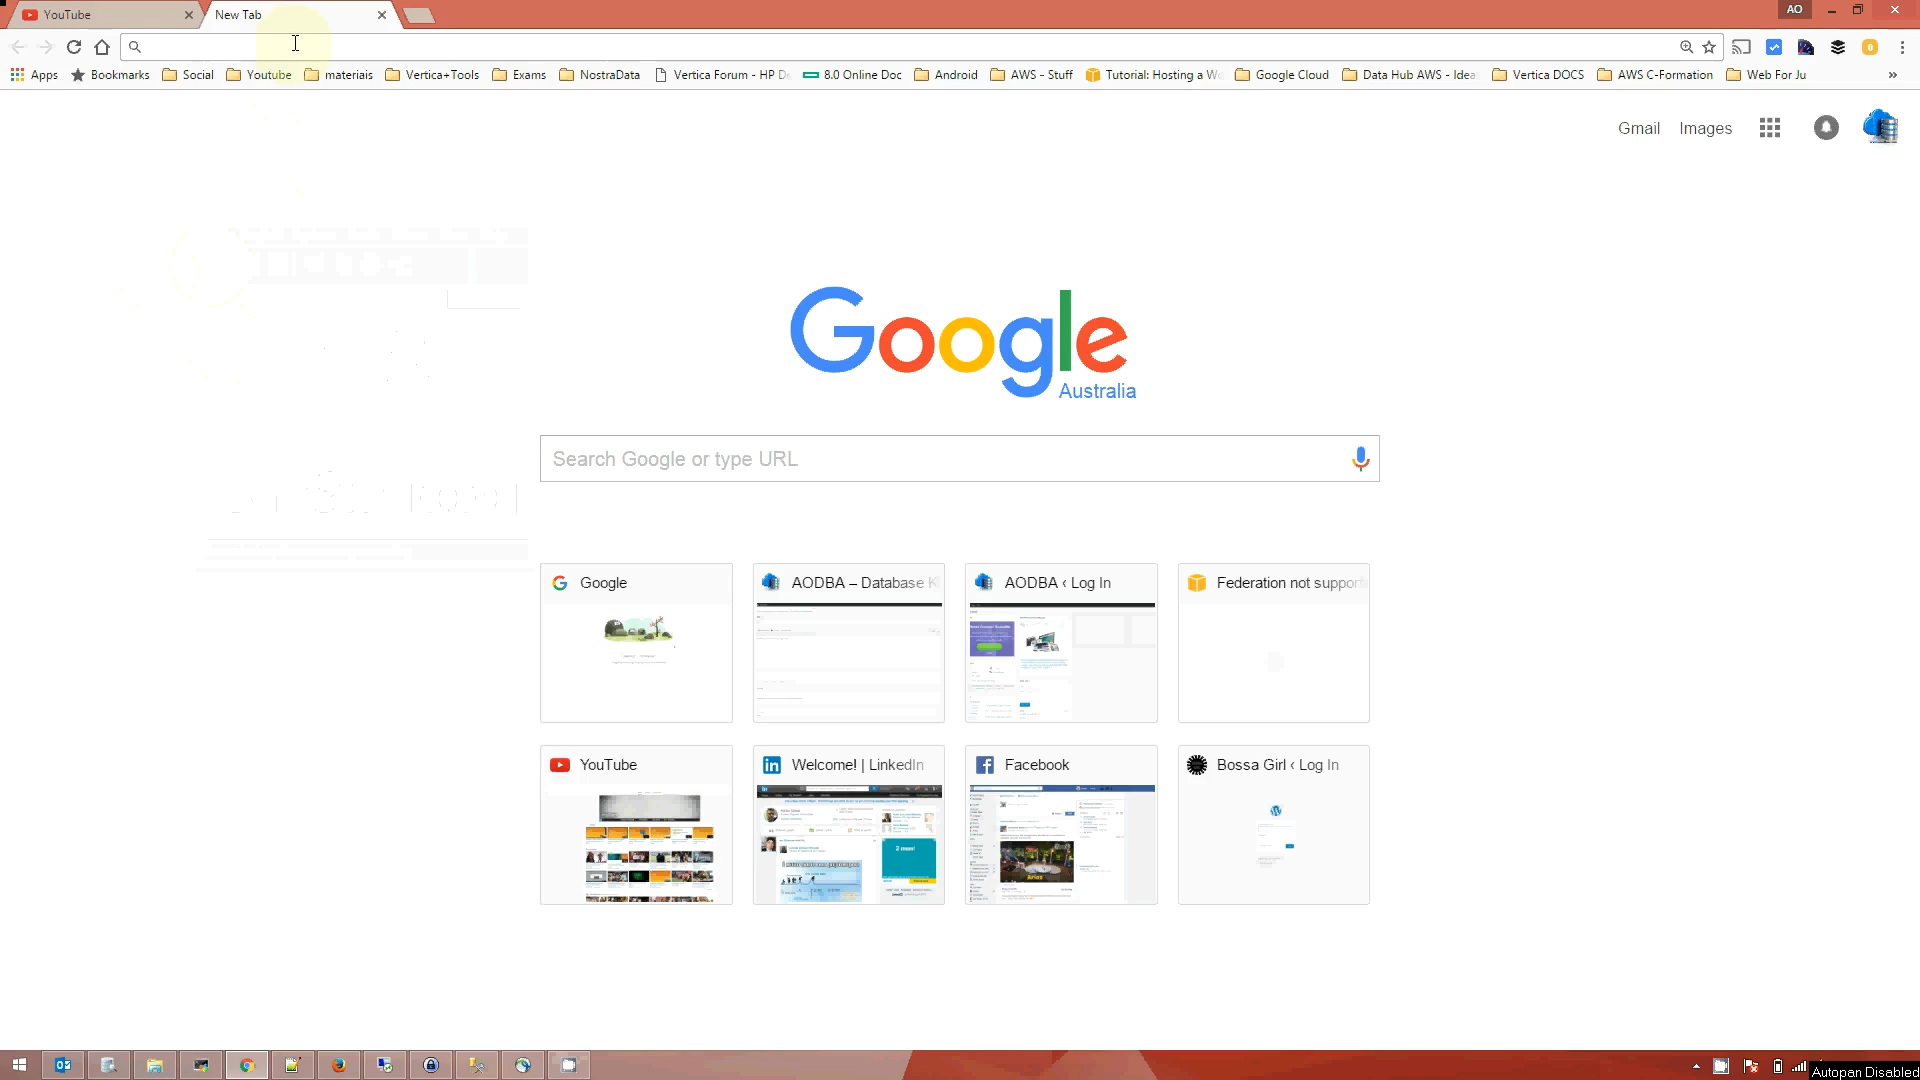 YouTube
New Tab
AO
Apps
Bookmarks
Social
Youtube
materiais
Vertica+Tools
Exams
NostraData
Vertica Forum - HP De
8.0 Online Doc
Android
AWS - Stuff
Tutorial: Hosting a Wo
Google Cloud
Data Hub AWS - Idea
Vertica DOCS
AWS C-Formation
Web For Ju
Gmail
Images
Google
Australia
Search Google or type URL
Google
AODBA – Database K
AODBA ‹ Log In
Federation not support
YouTube
Welcome! | LinkedIn
Facebook
Bossa Girl ‹ Log In
Autopan Disabled